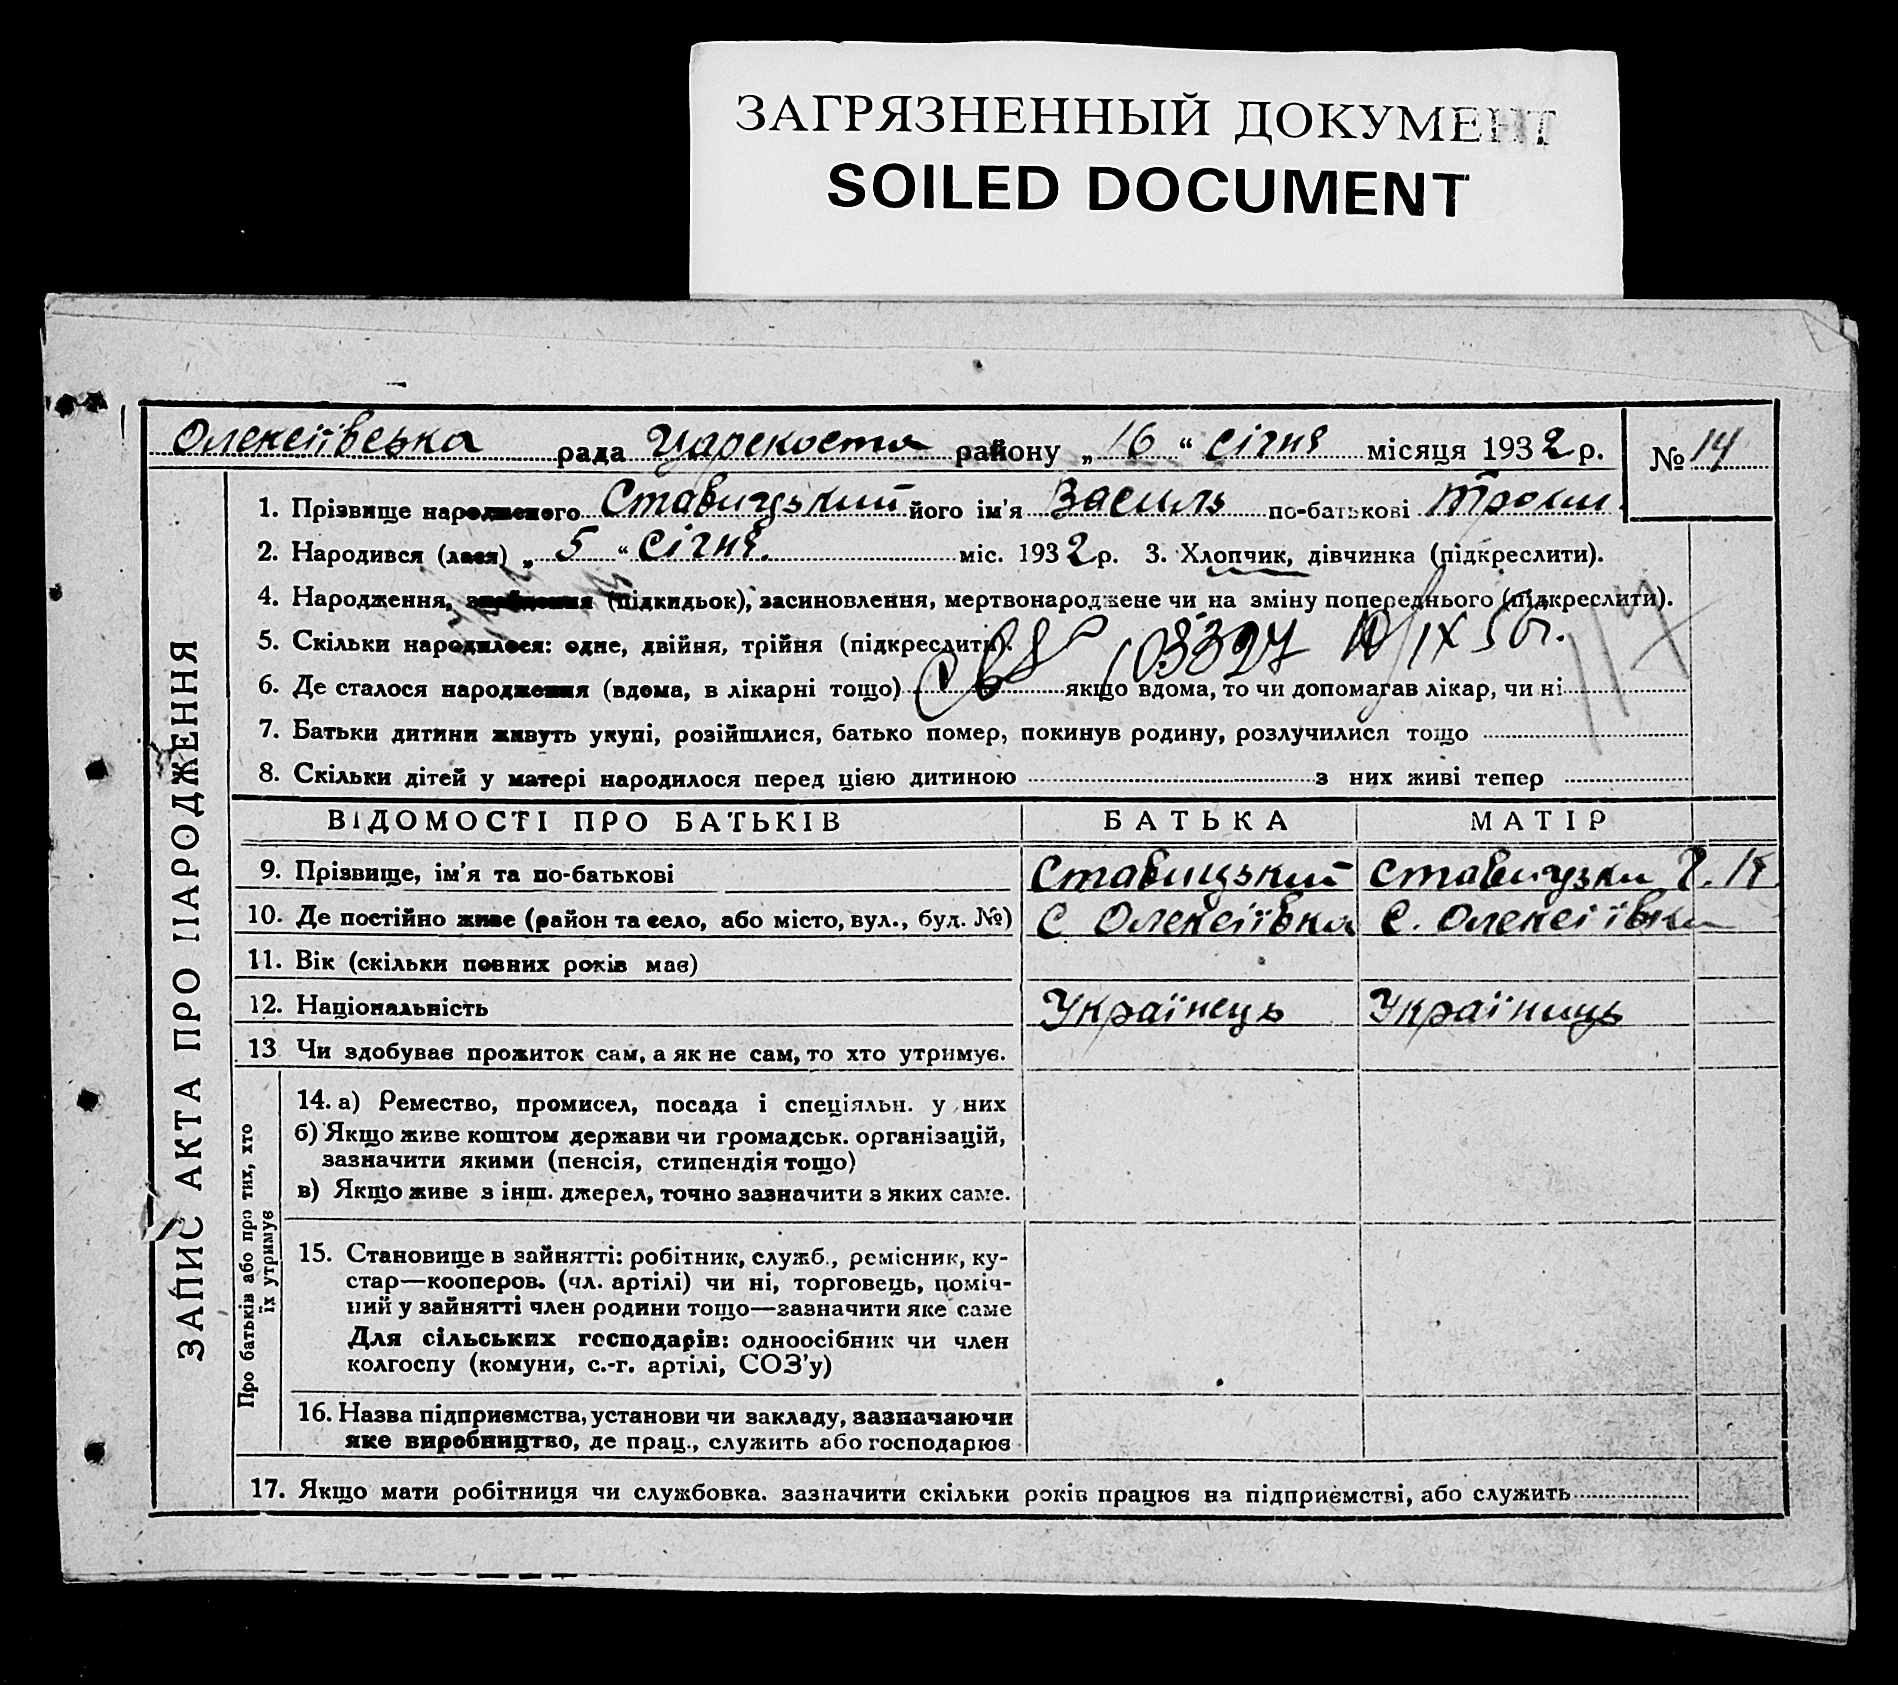 ЗАГРЯЗНЕННЫЙ ДОКУМЕНТ
SOILED DOCUMENT
Олексіївська рада района „16“ січня місяця 1932 р. № 14
ЗАПИС АКТА ПРО НАРОДЖЕННЯ
1. Прізвище народженого Ставицький його ім'я Василь по-батькові
2. Народився (лася) „5“ січня. міс. 1932 р. 3. Хлопчик, дівчинка (підкреслити).
4. Народження, (підкидьок), засиновлення, мертвонароджене чи на зміну попереднього (підкреслити).
5. Скільки народилося: одне, двійня, трійня (підкреслити).
6. Де сталося народження (вдома, в лікарні тощо) якщо вдома, то чи допомагав лікар, чи ні
7. Батьки дитини живуть укупі, розійшлися, батько помер, покинув родину, розлучилися тощо
8. Скільки дітей у матері народилося перед цією дитиною з них живі тепер
ВІДОМОСТІ ПРО БАТЬКІВ БАТЬКА МАТІР
9. Прізвище, ім'я та по-батькові Ставицький
10. Де постійно живе (район та село, або місто, вул., буд. №) С Олексіївка С. Олексіївка
11. Вік (скільки повних років має)
12. Національність Українець Україниць
13 Чи здобуває прожиток сам, а як не сам, то хто утримує.
Про батьків або про тих, хто
їх утримує
14. а) Ремество, промисел, посада і спеціяльн. у них
б) Якщо живе коштом держави чи громадськ. організацій,
зазначити якими (пенсія, стипендія тощо)
в) Якщо живе з інш. джерел, точно зазначити з яких саме.
15. Становище в зайнятті: робітник, служб., ремісник, ку-
стар—кооперов. (чл. артілі) чи ні, торговець, поміч-
ний у зайнятті член родини тощо—зазначити яке саме
Для сільських господарів: одноосібник чи член
колгоспу (комуни, с.-г. артілі, СОЗ'у)
16. Назва підприємства, установи чи закладу, зазначаючи
яке виробництво, де прац., служить або господарює
17. Якщо мати робітниця чи службовка. зазначити скільки років працює на підприємстві, або служить